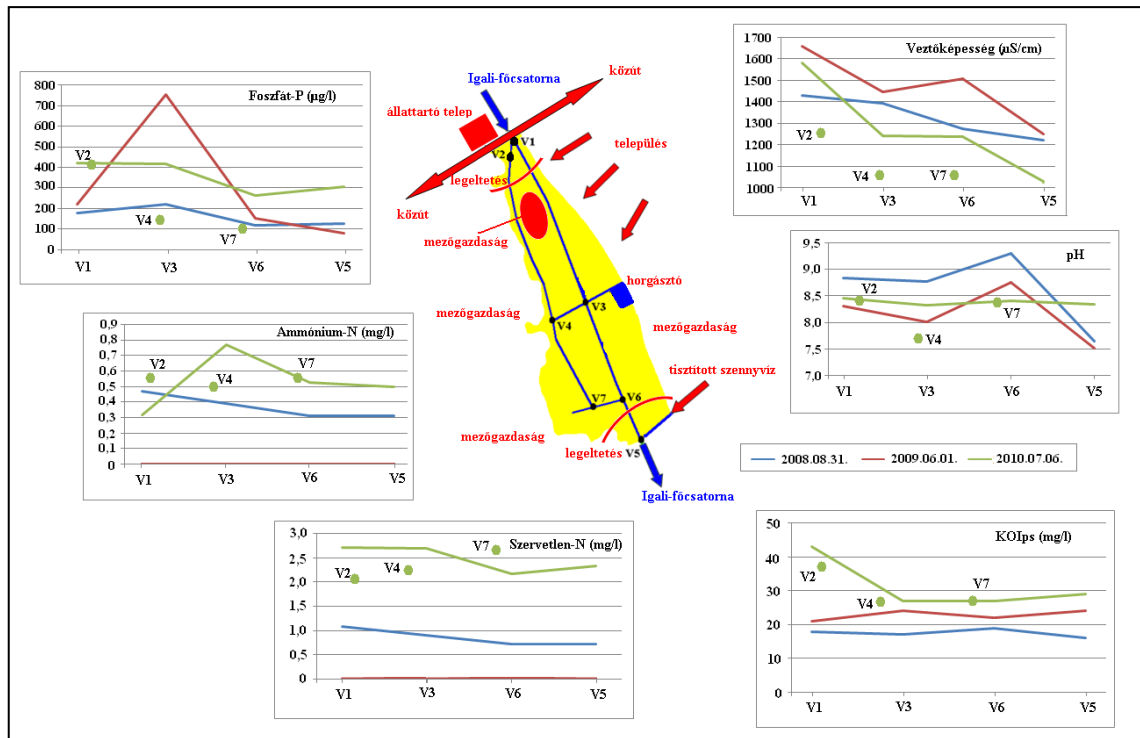 Foszfát-P (µg/l)
800
700
600
500
400
300
200
100
0
V2
V4
V7
V1 V3 V6 V5
Ammónium-N (mg/l)
0,9
0,8
0,7
0,6
0,5
0,4
0,3
0,2
0,1
0
V2
V4
V7
V1 V3 V6 V5
Szervetlen-N (mg/l)
3,0
2,5
2,0
1,5
1,0
0,5
0
V2
V4
V7
V1 V3 V6 V5
Igali-főcsatorna
közút
állattartó telep
V1
V2
település
legeltetés
közút
mezőgazdaság
horgásztó
V3
mezőgazdaság
V4
mezőgazdaság
tisztított szennyvíz
V7
V6
mezőgazdaság
legeltetés
V5
Igali-főcsatorna
Veztőképesség (µS/cm)
1700
1600
1500
1400
1300
1200
1100
1000
V2
V4
V7
V1 V3 V6 V5
pH
9,5
9,0
8,5
8,0
7,5
7,0
V2
V4
V7
V1 V3 V6 V5
2008.08.31. 2009.06.01. 2010.07.06.
KOIps (mg/l)
50
40
30
20
10
0
V2
V4
V7
V1 V3 V6 V5